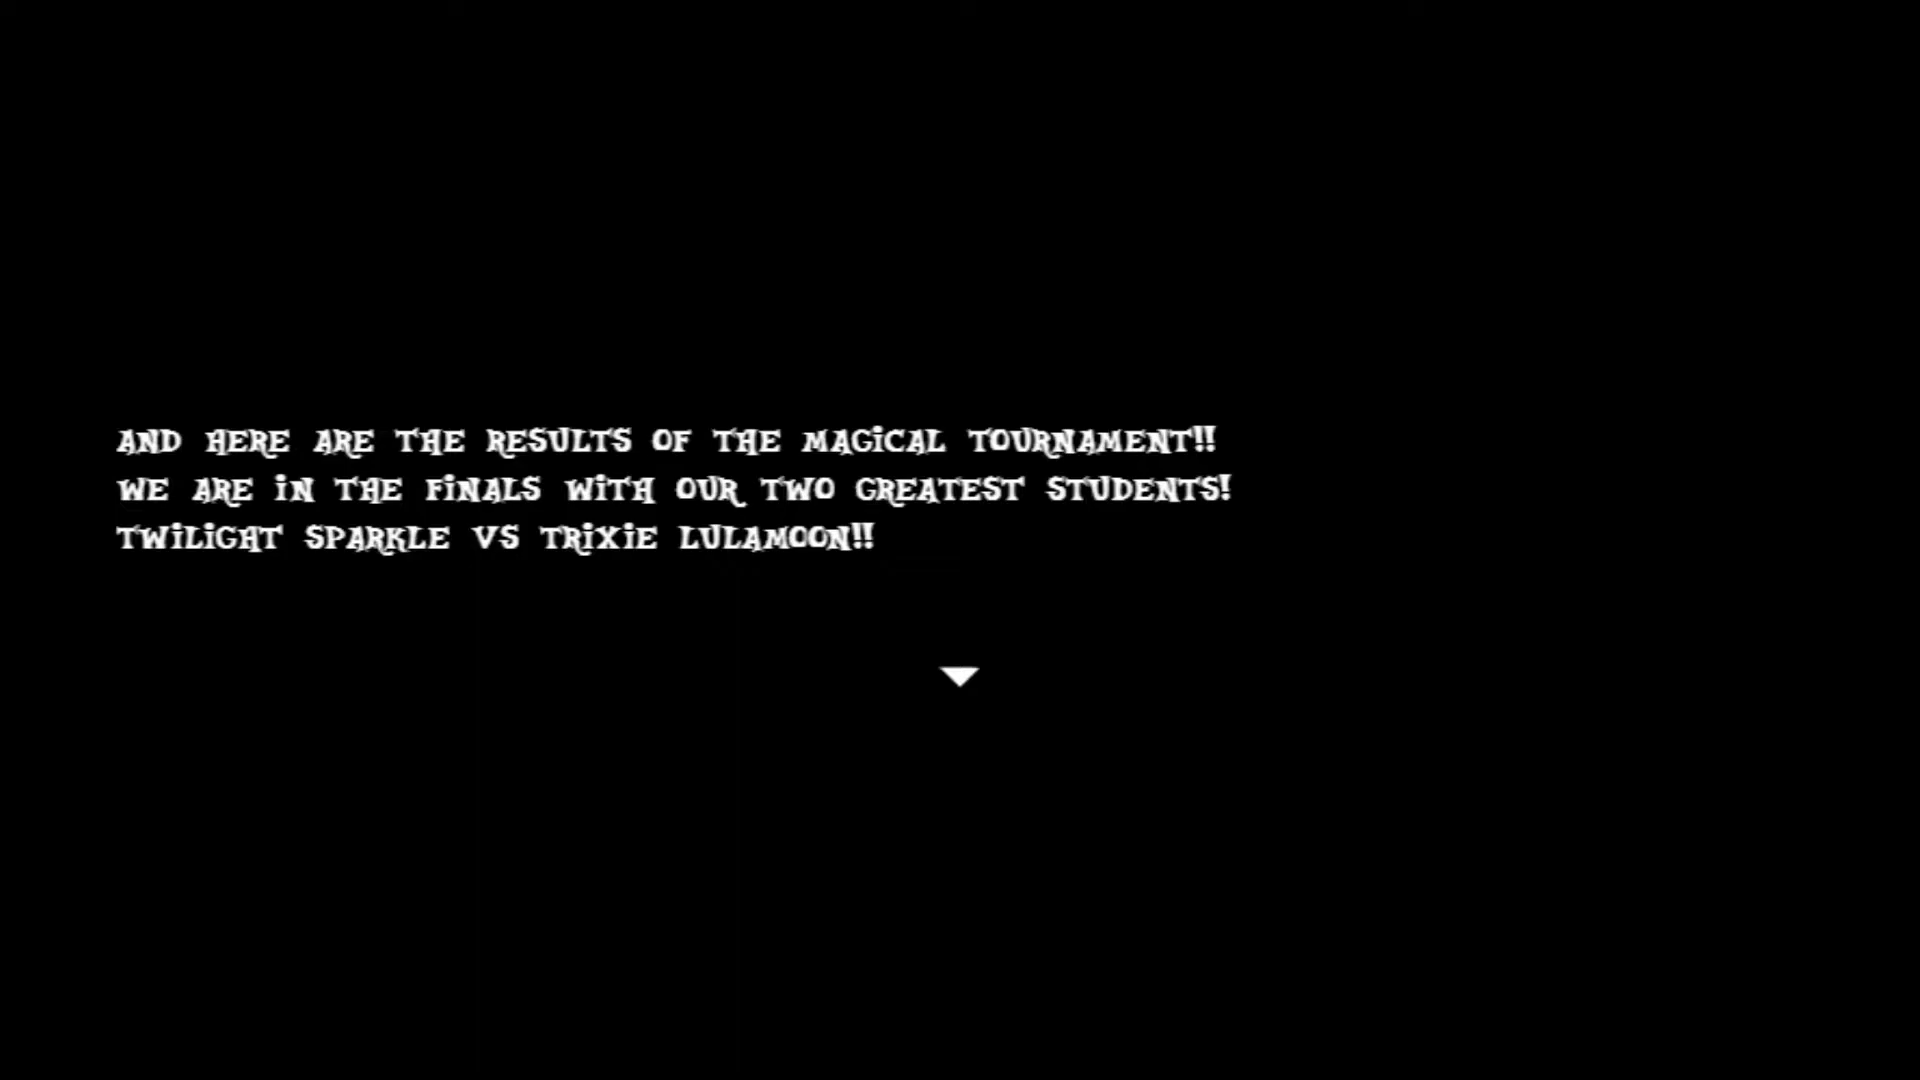 AND HERE ARE THE RESULTS OF THE MAGiCAL TOURNAMENT!!
WE ARE iN THE FiNALS WiTH OUR TWO GREATEST STUDENTS!
TWiLiGHT SPARKLE VS TRiXiE LULAMOON!!